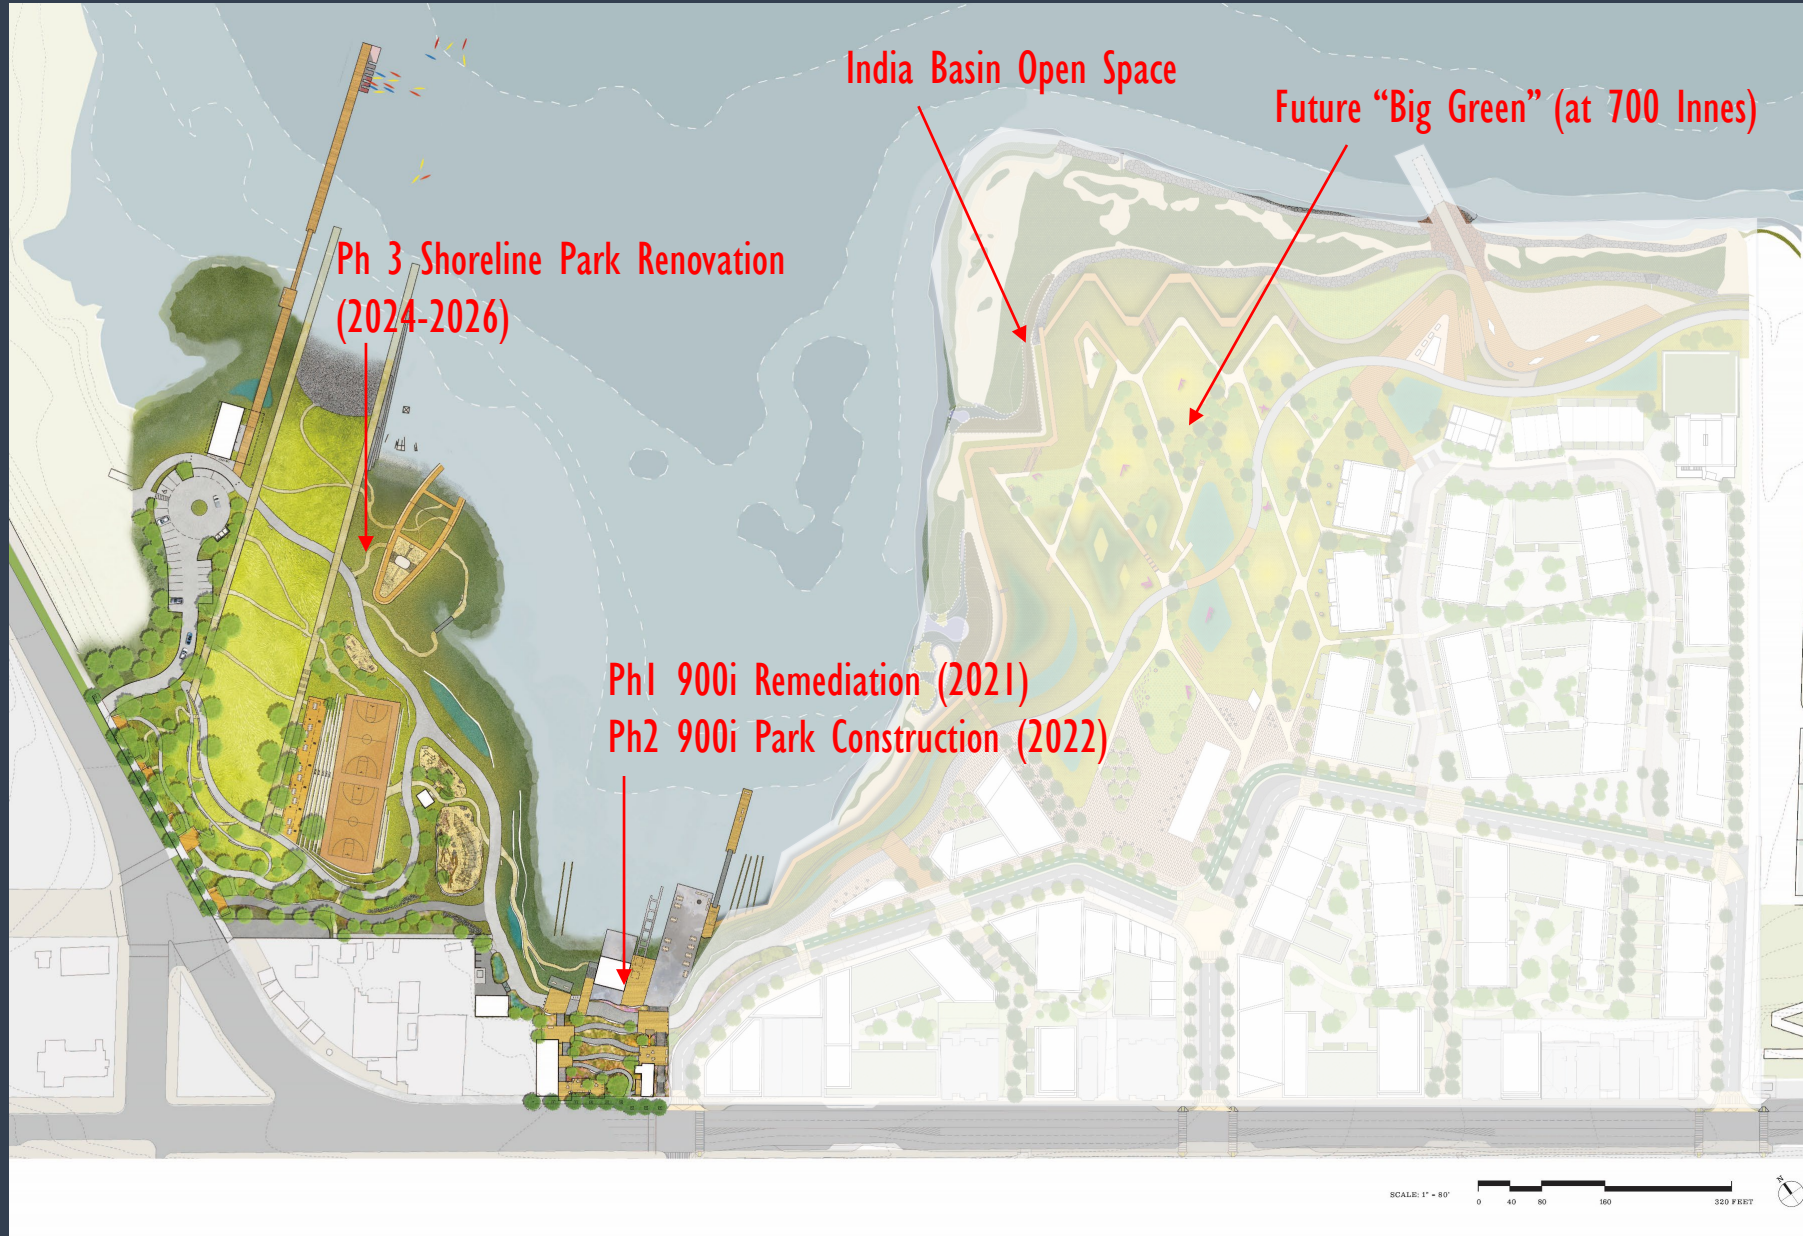 India Basin Open Space
Future “Big Green” (at 700 Innes)
Ph 3 Shoreline Park Renovation
(2024-2026)
Ph1 900i Remediation (2021)
Ph2 900i Park Construction (2022)
SCALE: 1" = 80'
0 40 80 160 320 FEET
N